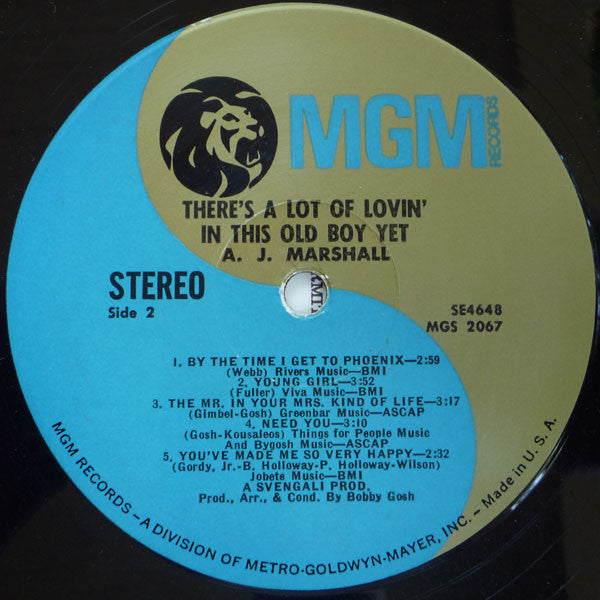 MGM
RECORDS
THERE'S A LOT OF LOVIN'
IN THIS OLD BOY YET
A. J. MARSHALL
STEREO
Side 2
SE4648
MGS 2067
1. BY THE TIME I GET TO PHOENIX—2:59
(Webb) Rivers Music—BMI
2. YOUNG GIRL—3:52
(Fuller) Viva Music—BMI
3. THE MR. IN YOUR MRS. KIND OF LIFE—3:17
(Gimbel-Gosh) Greenbar Music—ASCAP
4. NEED YOU—3:10
(Gosh-Kousaleos) Things for People Music
And Bygosh Music—ASCAP
5. YOU'VE MADE ME SO VERY HAPPY—2:32
(Gordy, Jr.-B. Holloway-P. Holloway-Wilson)
Jobete Music—BMI
A SVENGALI PROD.
Prod., Arr., & Cond. By Bobby Gosh
MGM RECORDS – A DIVISION OF METRO-GOLDWYN-MAYER, INC. – Made in U. S. A.